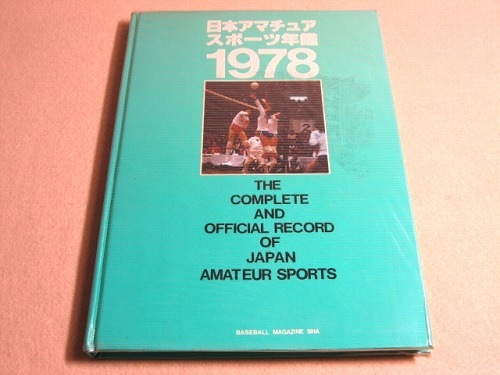 日本アマチュア
スポーツ年鑑
1978
THE
COMPLETE
AND
OFFICIAL RECORD
OF
JAPAN
AMATEUR SPORTS
BASEBALL MAGAZINE SHA